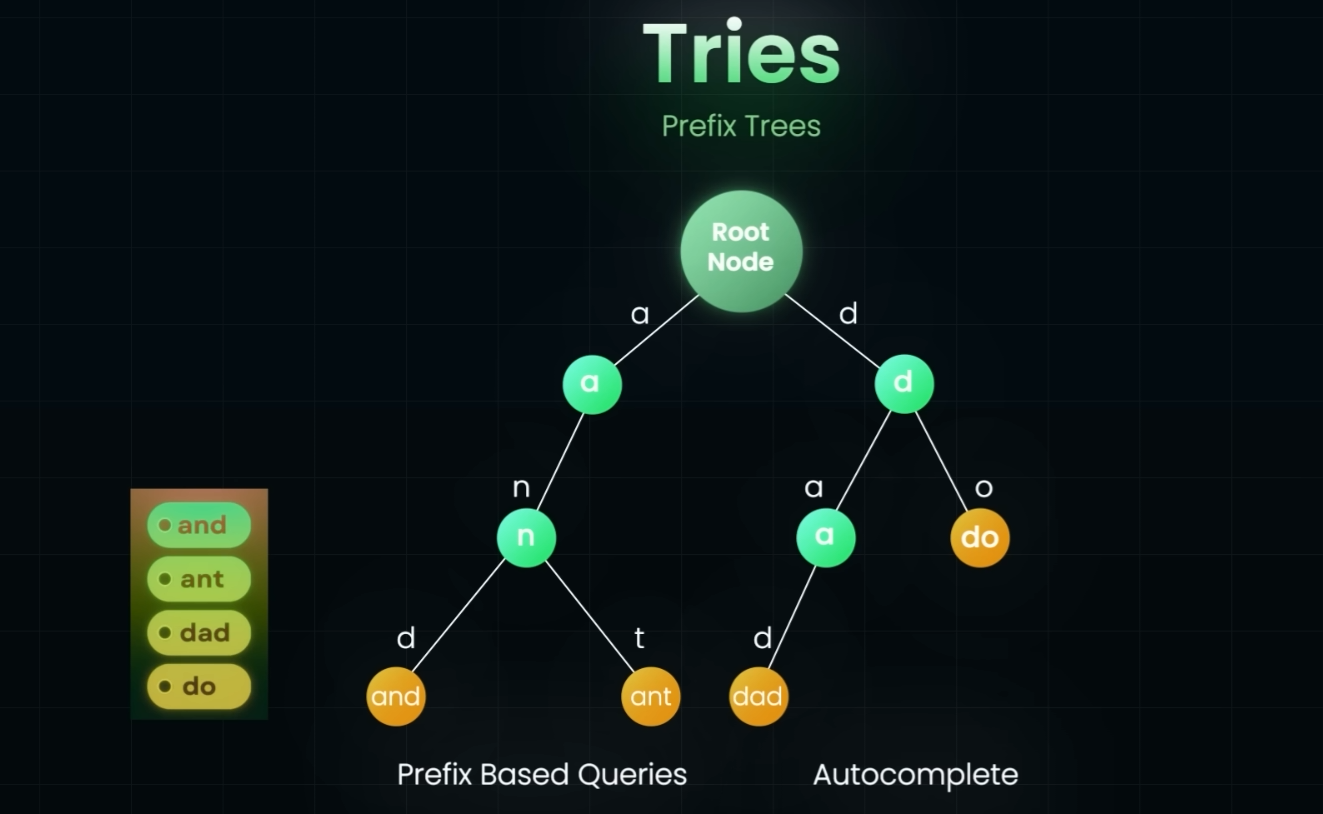 Tries
Prefix Trees
Root
Node
a
d
a
d
n
a
o
n
a
do
d
t
d
and
ant
dad
and
ant
dad
do
Prefix Based Queries
Autocomplete